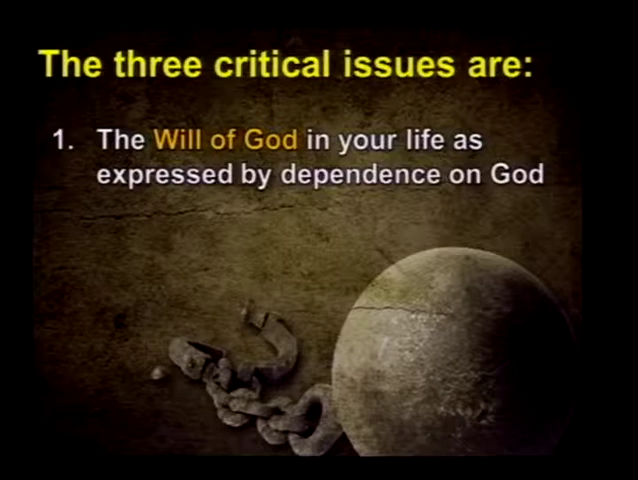 The three critical issues are:
1. The Will of God in your life as
expressed by dependence on God